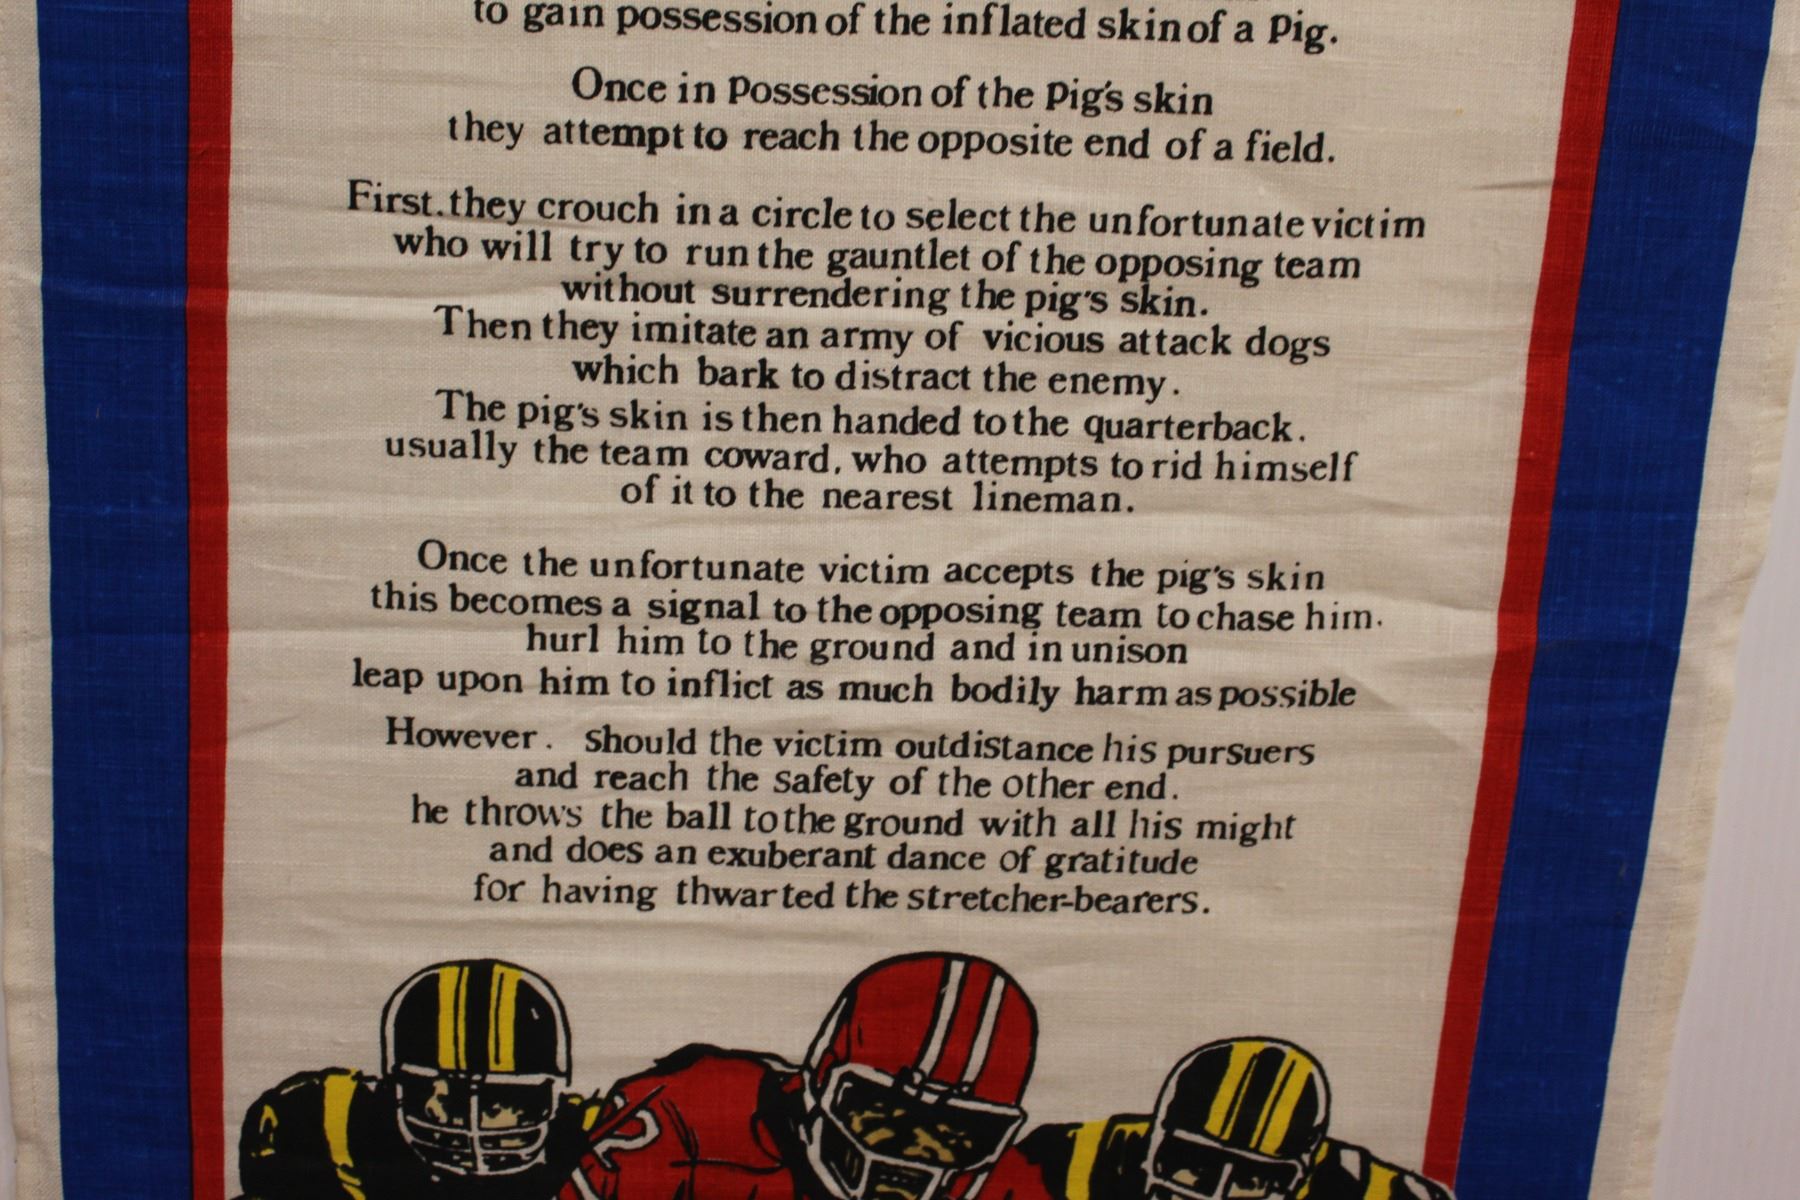 to gain possession of the inflated skin of a Pig.
Once in Possession of the Pig's skin
they attempt to reach the opposite end of a field.
First. they crouch in a circle to select the unfortunate victim
who will try to run the gauntlet of the opposing team
without surrendering the pig's skin.
Then they imitate an army of vicious attack dogs
which bark to distract the enemy.
The pig's skin is then handed to the quarterback.
usually the team coward, who attempts to rid himself
of it to the nearest lineman.
Once the unfortunate victim accepts the pig's skin
this becomes a signal to the opposing team to chase him.
hurl him to the ground and in unison
leap upon him to inflict as much bodily harm as possible
However. should the victim outdistance his pursuers
and reach the safety of the other end.
he throws the ball to the ground with all his might
and does an exuberant dance of gratitude
for having thwarted the stretcher-bearers.